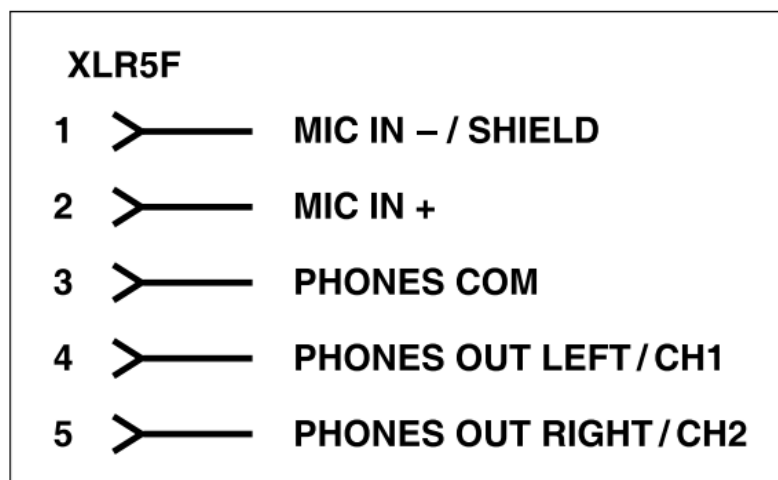 XLR5F
1 MIC IN – / SHIELD
2 MIC IN +
3 PHONES COM
4 PHONES OUT LEFT / CH1
5 PHONES OUT RIGHT / CH2